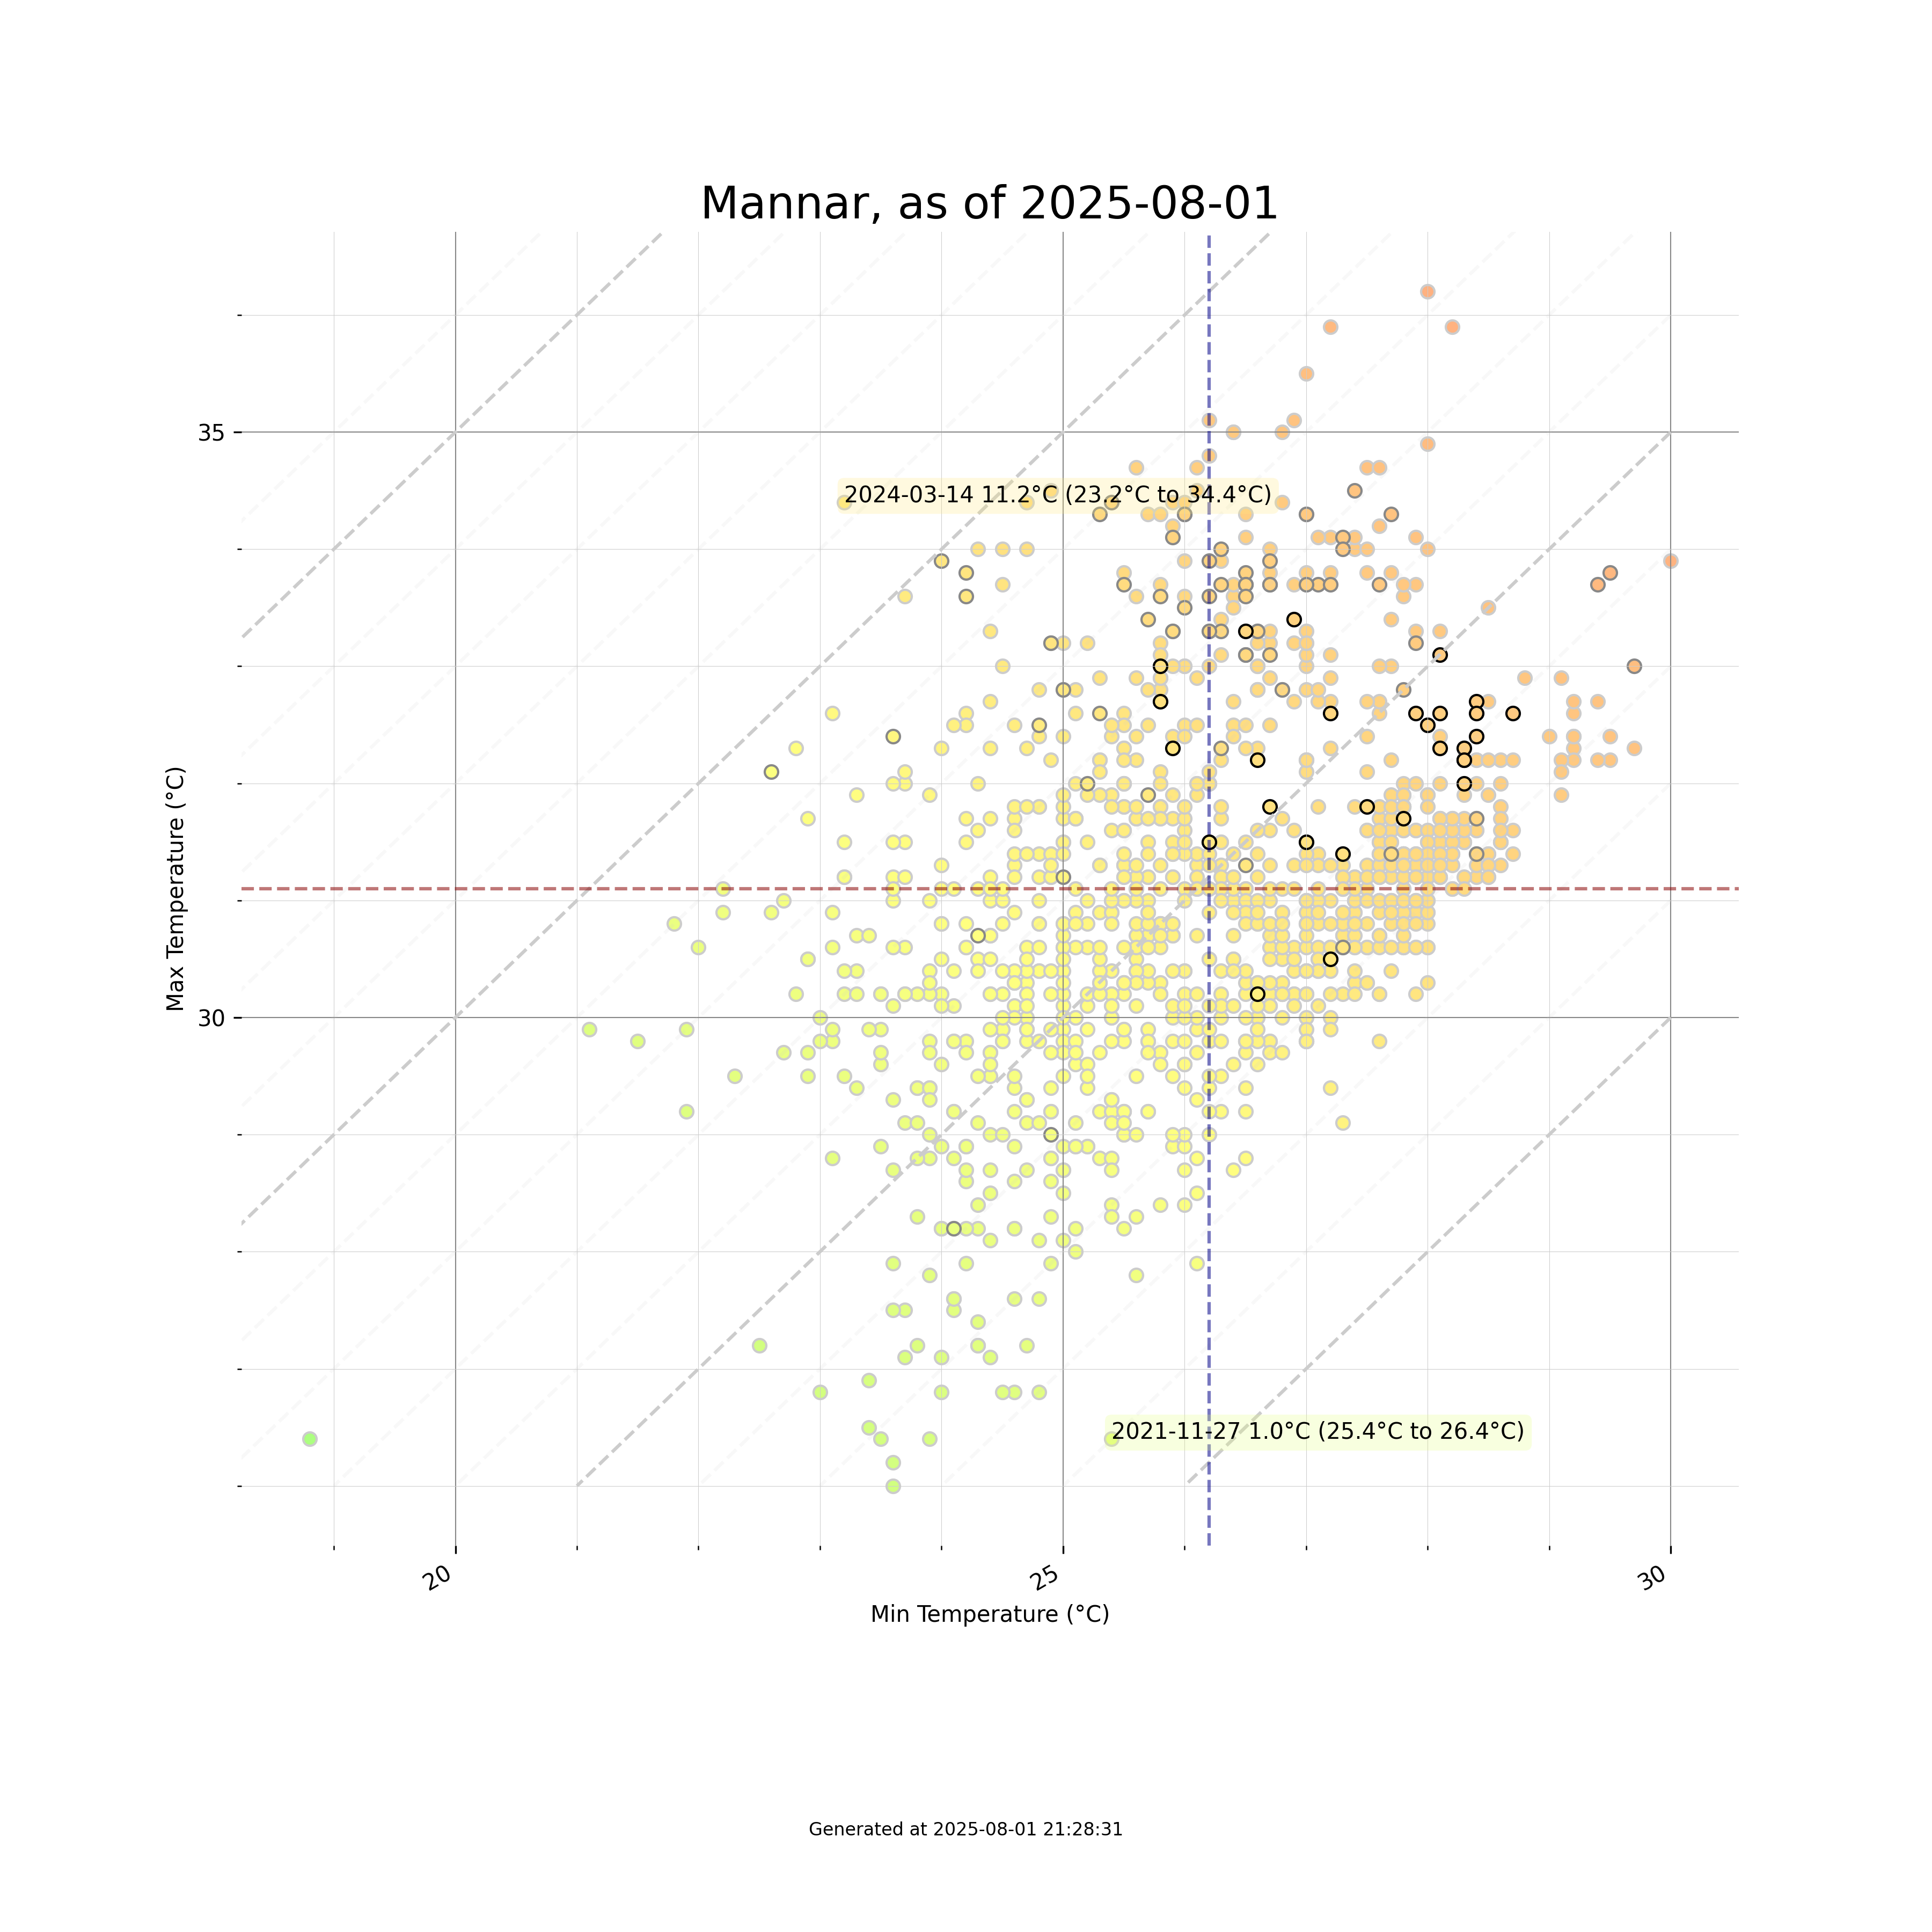 Mannar, as of 2025-08-01
35
2024-03-14 11.2°C (23.2°C to 34.4°C)
Max Temperature (°C)
30
2021-11-27 1.0°C (25.4°C to 26.4°C)
20
25
30
Min Temperature (°C)
Generated at 2025-08-01 21:28:31